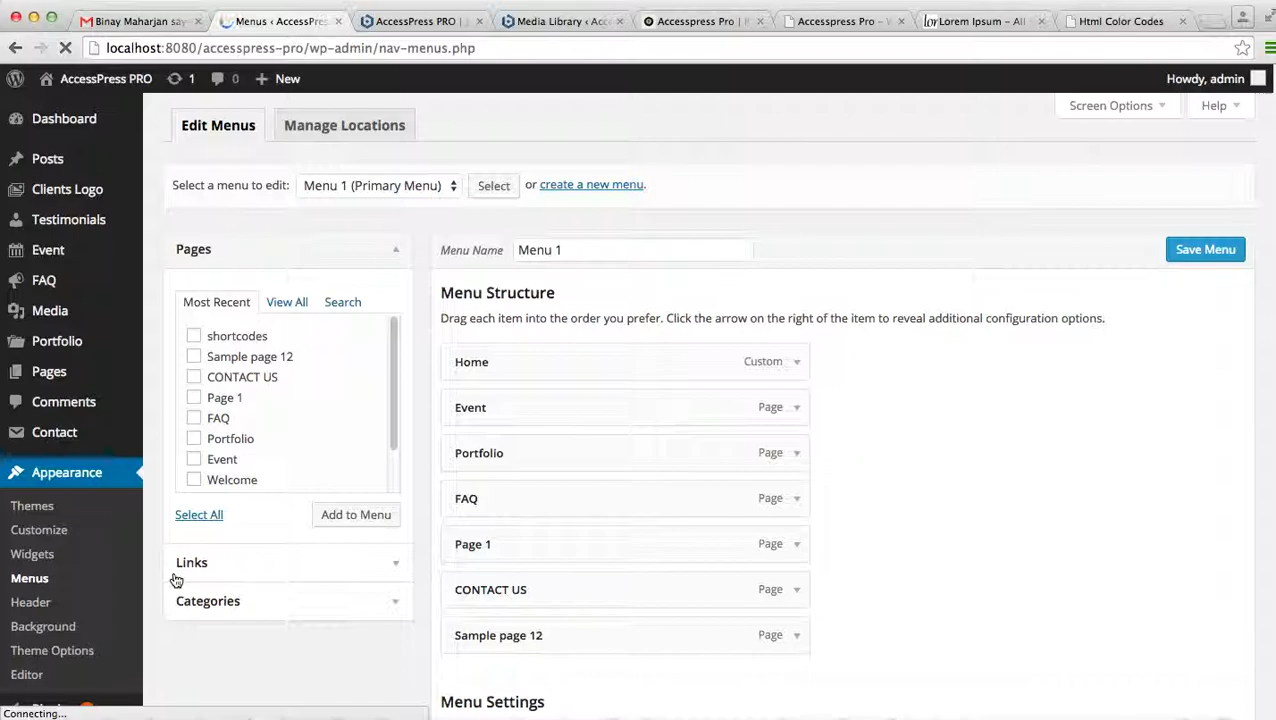 Binay Maharjan say
Menus ‹ AccessPres
AccessPress PRO |
Media Library ‹ Acce
Accesspress Pro |
Accesspress Pro –
Lorem Ipsum – All
Html Color Codes
localhost:8080/accesspress-pro/wp-admin/nav-menus.php
AccessPress PRO 1 0 New Howdy, admin
Dashboard
Posts
Clients Logo
Testimonials
Event
FAQ
Media
Portfolio
Pages
Comments
Contact
Appearance
Themes
Customize
Widgets
Menus
Header
Background
Theme Options
Editor
Connecting...
Edit Menus Manage Locations
Screen Options Help
Select a menu to edit: Menu 1 (Primary Menu) Select or create a new menu.
Pages
Most Recent View All Search
shortcodes
Sample page 12
CONTACT US
Page 1
FAQ
Portfolio
Event
Welcome
Select All Add to Menu
Links
Categories
Menu Name Menu 1 Save Menu
Menu Structure
Drag each item into the order you prefer. Click the arrow on the right of the item to reveal additional configuration options.
Home Custom
Event Page
Portfolio Page
FAQ Page
Page 1 Page
CONTACT US Page
Sample page 12 Page
Menu Settings